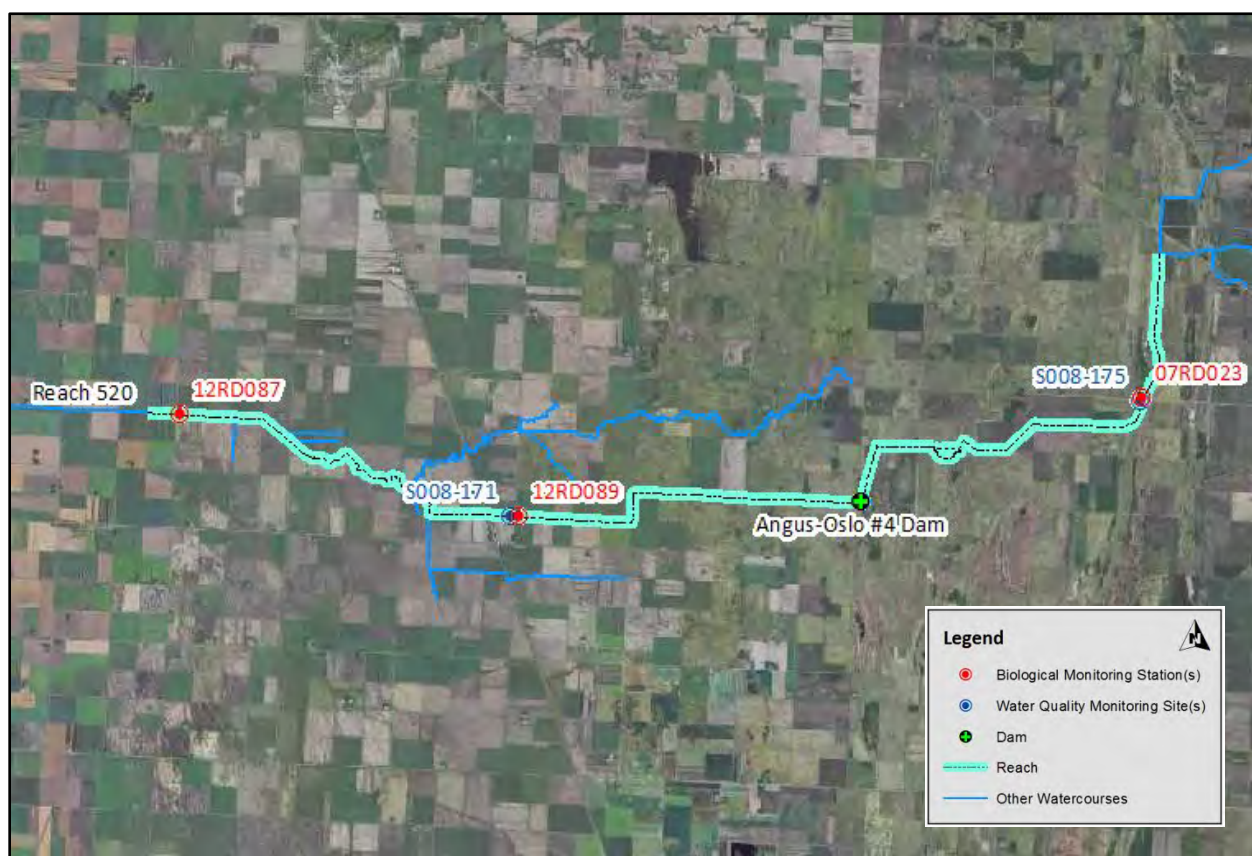 S008-175
07RD023
Reach 520
12RD087
S008-171
12RD089
Angus-Oslo #4 Dam
Legend
N
Biological Monitoring Station(s)
Water Quality Monitoring Site(s)
Dam
Reach
Other Watercourses